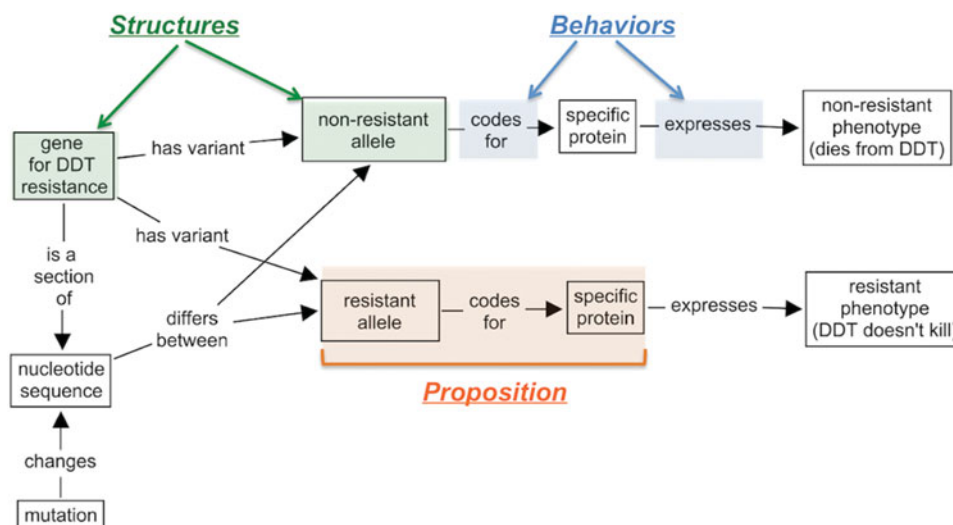 Structures
Behaviors
gene
for DDT
resistance
has variant
non-resistant
allele
codes
for
specific
protein
expresses
non-resistant
phenotype
(dies from DDT)
has variant
is a
section
of
differs
between
resistant
allele
codes
for
specific
protein
expresses
resistant
phenotype
(DDT doesn't kill)
nucleotide
sequence
Proposition
changes
mutation